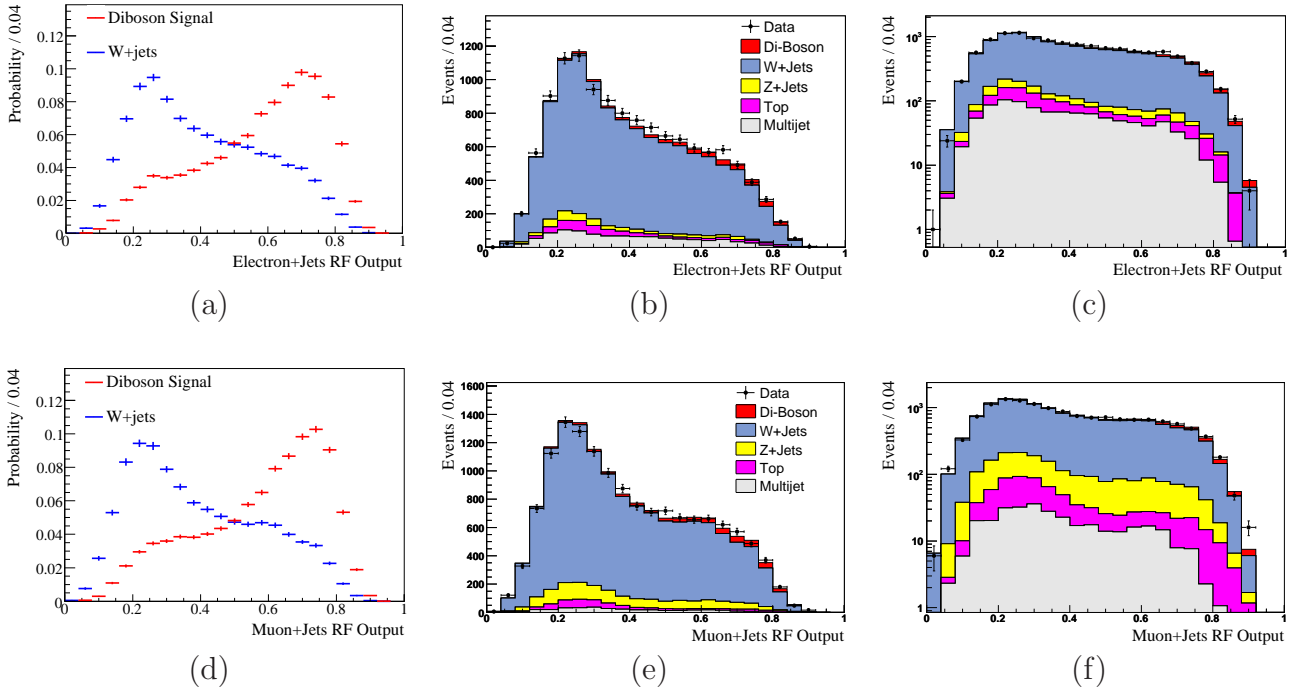 Probability / 0.04
0.12
0.1
0.08
0.06
0.04
0.02
0
Diboson Signal
W+jets
0 0.2 0.4 0.6 0.8 1
Electron+Jets RF Output
(a)
Events / 0.04
1200
1000
800
600
400
200
0
Data
Di-Boson
W+Jets
Z+Jets
Top
Multijet
0 0.2 0.4 0.6 0.8 1
Electron+Jets RF Output
(b)
Events / 0.04
10³
10²
10
1
0 0.2 0.4 0.6 0.8 1
Electron+Jets RF Output
(c)
Probability / 0.04
0.12
0.1
0.08
0.06
0.04
0.02
0
Diboson Signal
W+jets
0 0.2 0.4 0.6 0.8 1
Muon+Jets RF Output
(d)
Events / 0.04
1600
1400
1200
1000
800
600
400
200
0
Data
Di-Boson
W+Jets
Z+Jets
Top
Multijet
0 0.2 0.4 0.6 0.8 1
Muon+Jets RF Output
(e)
Events / 0.04
10³
10²
10
1
0 0.2 0.4 0.6 0.8 1
Muon+Jets RF Output
(f)